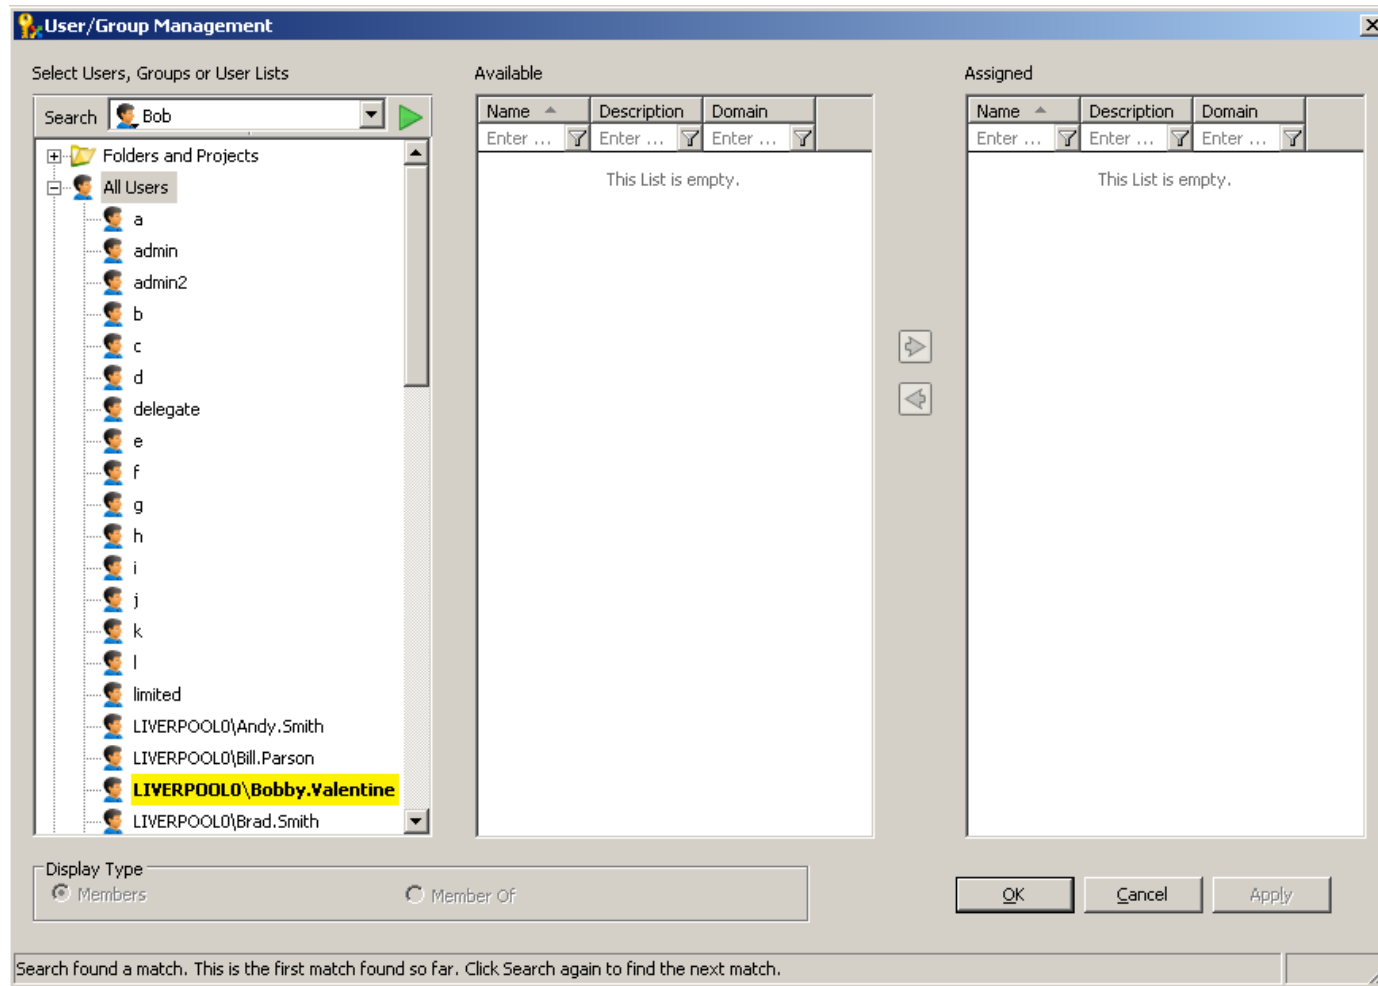 User/Group Management
Select Users, Groups or User Lists
Search Bob
Folders and Projects
All Users
a
admin
admin2
b
c
d
delegate
e
f
g
h
i
j
k
l
limited
LIVERPOOL0\Andy.Smith
LIVERPOOL0\Bill.Parson
LIVERPOOL0\Bobby.Valentine
LIVERPOOL0\Brad.Smith
Available
Name Description Domain
Enter ... Enter ... Enter ...
This List is empty.
Assigned
Name Description Domain
Enter ... Enter ... Enter ...
This List is empty.
Display Type
Members Member Of
OK Cancel Apply
Search found a match. This is the first match found so far. Click Search again to find the next match.